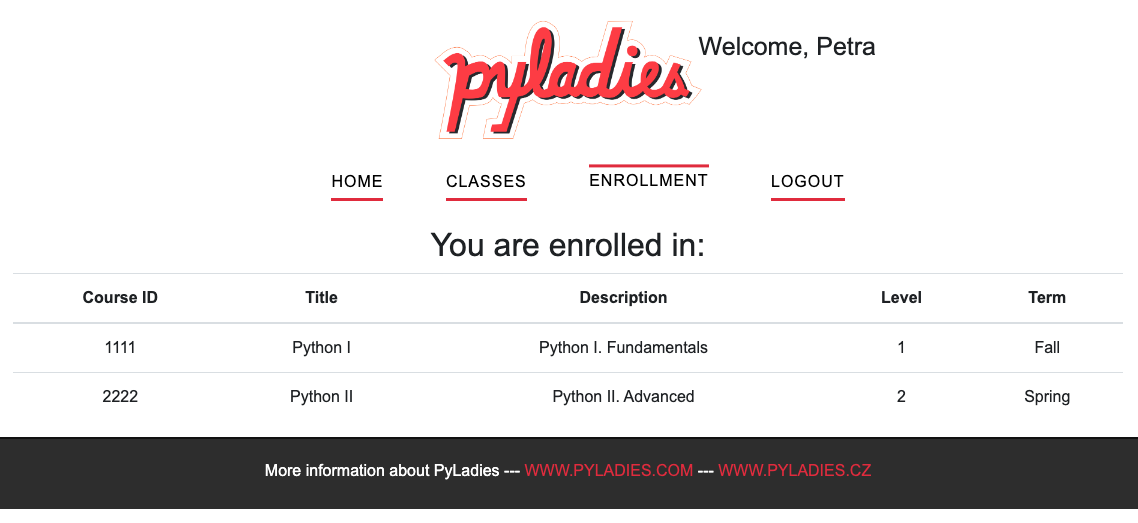 pyladies
Welcome, Petra
HOME CLASSES ENROLLMENT LOGOUT
You are enrolled in:
Course ID Title Description Level Term
1111 Python I Python I. Fundamentals 1 Fall
2222 Python II Python II. Advanced 2 Spring
More information about PyLadies --- WWW.PYLADIES.COM --- WWW.PYLADIES.CZ